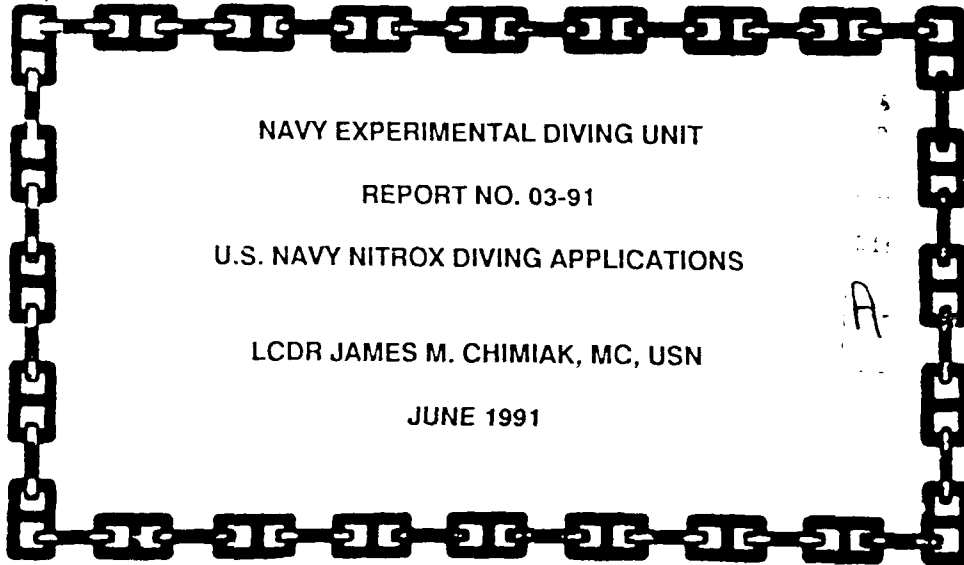 NAVY EXPERIMENTAL DIVING UNIT
REPORT NO. 03-91
U.S. NAVY NITROX DIVING APPLICATIONS
A-
LCDR JAMES M. CHIMIAK, MC, USN
JUNE 1991